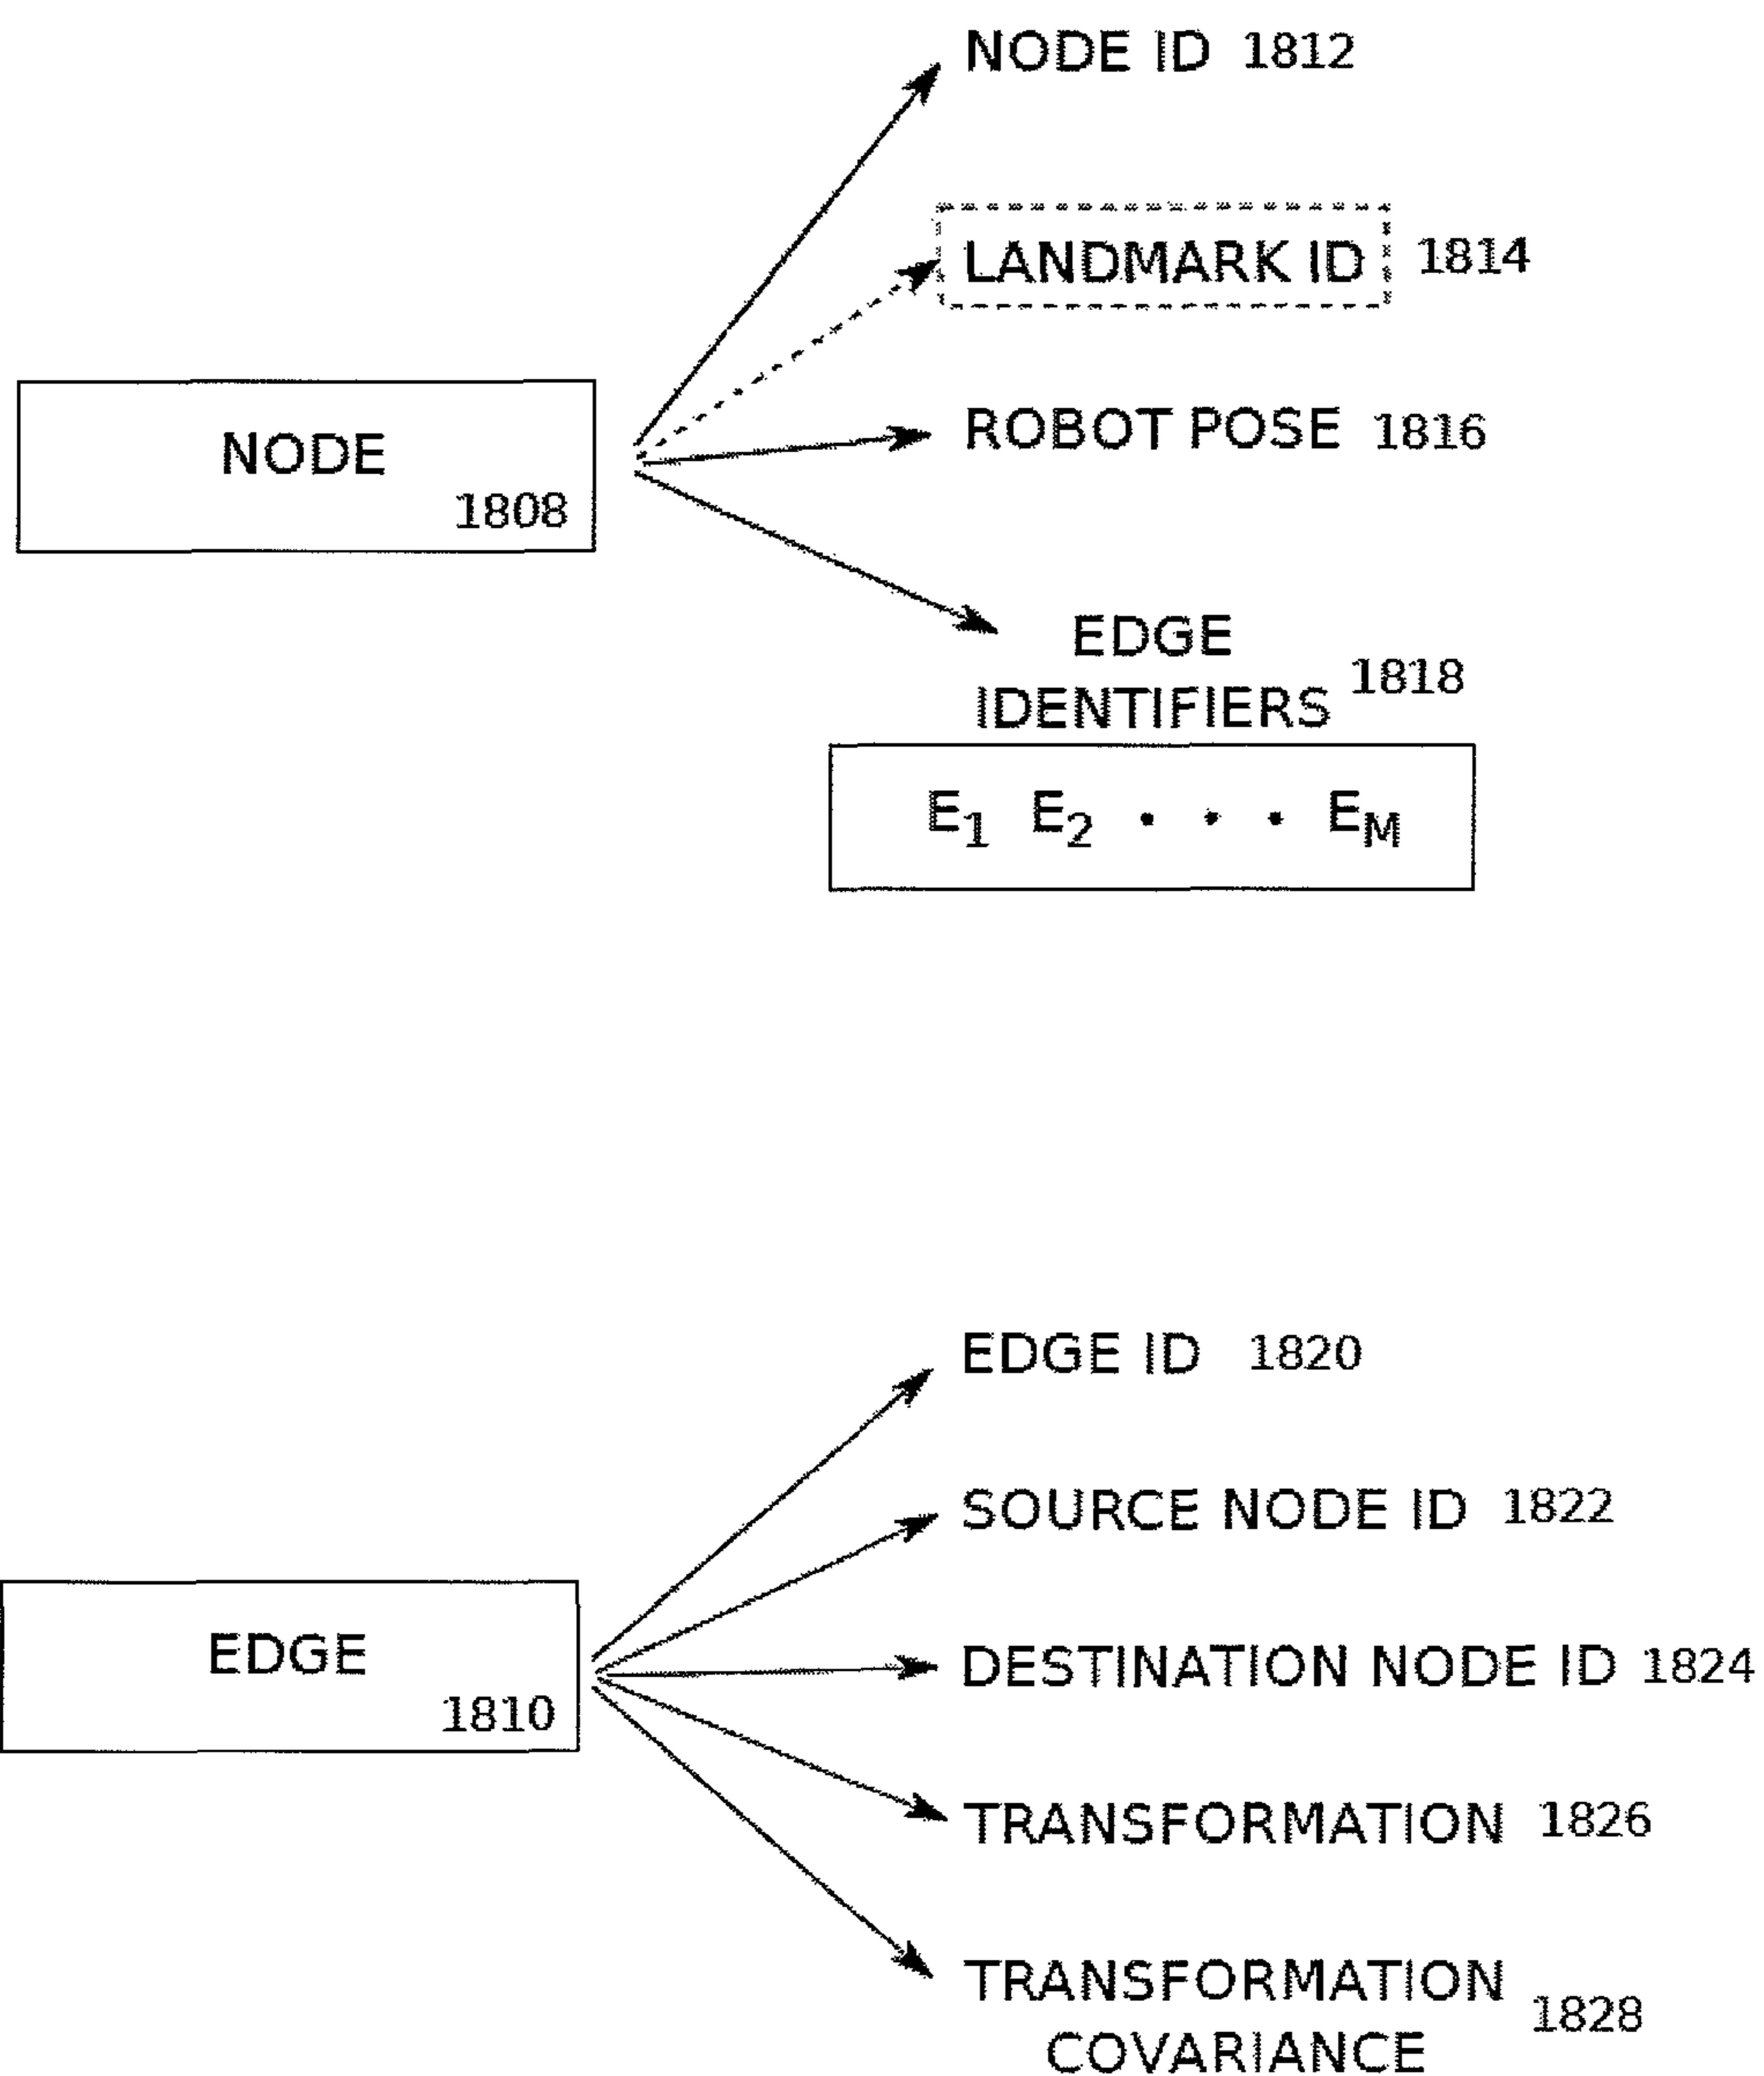 NODE ID 1812
LANDMARK ID 1814
ROBOT POSE 1816
NODE
1808
EDGE
IDENTIFIERS 1818
E1 E2 . . . EM
EDGE ID 1820
SOURCE NODE ID 1822
DESTINATION NODE ID 1824
EDGE
1810
TRANSFORMATION 1826
TRANSFORMATION
COVARIANCE 1828